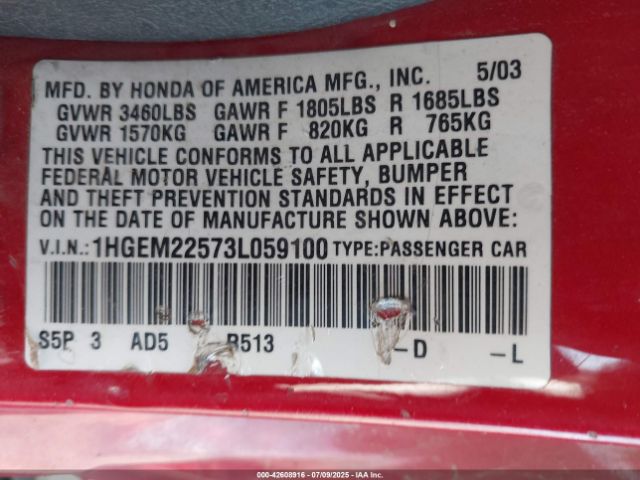 MFD. BY HONDA OF AMERICA MFG., INC. 5/03
GVWR 3460LBS GAWR F 1805LBS R 1685LBS
GVWR 1570KG GAWR F 820KG R 765KG
THIS VEHICLE CONFORMS TO ALL APPLICABLE
FEDERAL MOTOR VEHICLE SAFETY, BUMPER
AND THEFT PREVENTION STANDARDS IN EFFECT
ON THE DATE OF MANUFACTURE SHOWN ABOVE:
V.I.N.:1HGEM22573L059100 TYPE:PASSENGER CAR
S5P 3 AD5 R513 -D -L
000-42608916 | 07/09/2025 | IAA Inc.